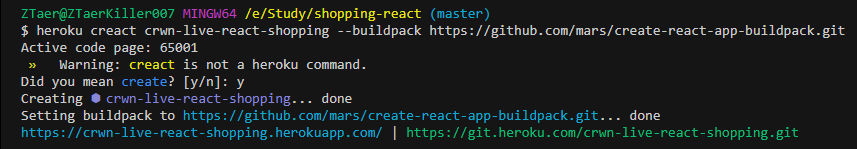 ZTaer@ZTaerKiller007 MINGW64 /e/Study/shopping-react (master)
$ heroku creact crwn-live-react-shopping --buildpack https://github.com/mars/create-react-app-buildpack.git
Active code page: 65001
» Warning: creact is not a heroku command.
Did you mean create? [y/n]: y
Creating ⬢ crwn-live-react-shopping... done
Setting buildpack to https://github.com/mars/create-react-app-buildpack.git... done
https://crwn-live-react-shopping.herokuapp.com/ | https://git.heroku.com/crwn-live-react-shopping.git